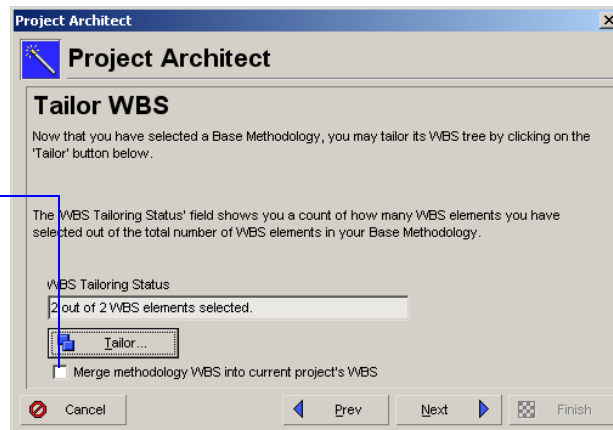 Project Architect
Project Architect
Tailor WBS
Now that you have selected a Base Methodology, you may tailor its WBS tree by clicking on the
'Tailor' button below.
The 'WBS Tailoring Status' field shows you a count of how many WBS elements you have
selected out of the total number of WBS elements in your Base Methodology.
WBS Tailoring Status
2 out of 2 WBS elements selected.
Tailor...
Merge methodology WBS into current project's WBS
Cancel
Prev
Next
Finish